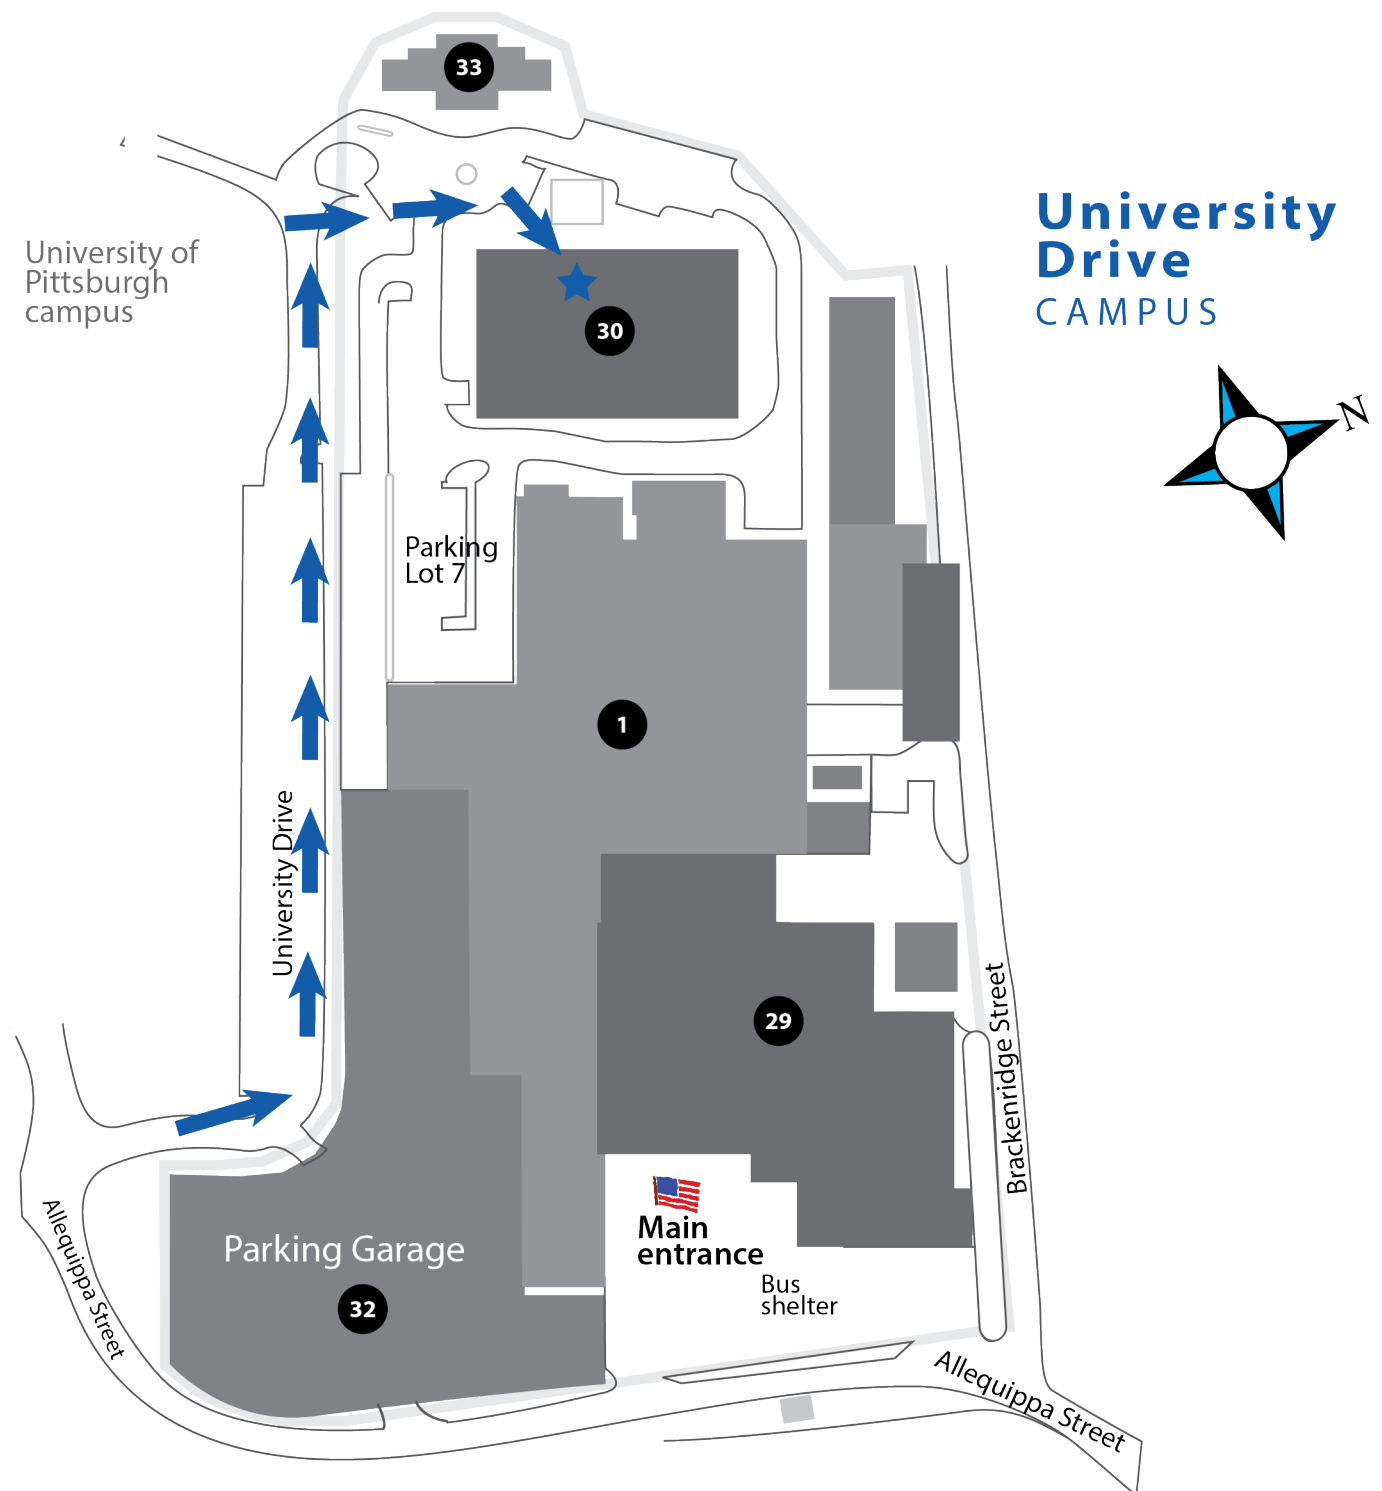 33
University
Drive
CAMPUS
University of
Pittsburgh
campus
30
N
Parking
Lot 7
1
University Drive
29
Brackenridge Street
Main
entrance
Parking Garage
Bus
shelter
32
Allequippa Street
Allequippa Street